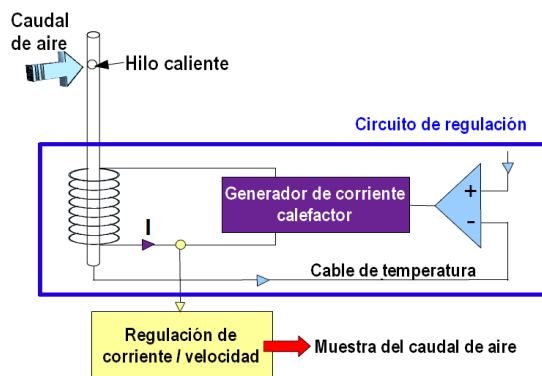 Caudal
de aire
Hilo caliente
Circuito de regulación
Generador de corriente
calefactor
+
-
I
Cable de temperatura
Regulación de
corriente / velocidad
Muestra del caudal de aire